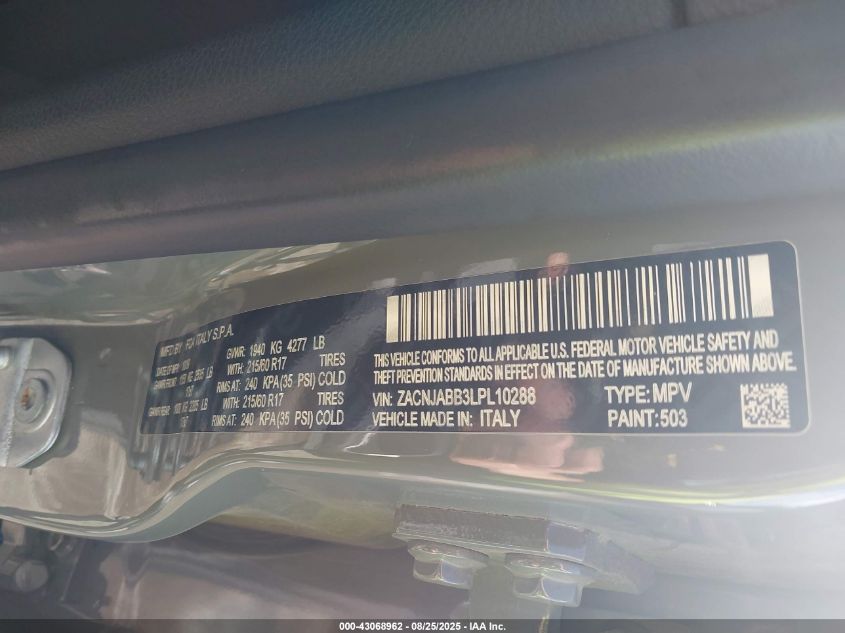 MFD BY FCA ITALY S.P.A.
GVWR: 1940 KG 4277 LB
WITH: 215/60 R17 TIRES
RIMS AT: 240 KPA (35 PSI) COLD
WITH: 215/60 R17 TIRES
RIMS AT: 240 KPA (35 PSI) COLD
THIS VEHICLE CONFORMS TO ALL APPLICABLE U.S. FEDERAL MOTOR VEHICLE SAFETY AND
THEFT PREVENTION STANDARDS IN EFFECT ON THE DATE OF MANUFACTURE SHOWN ABOVE.
VIN: ZACNJABB3LPL10288 TYPE: MPV
VEHICLE MADE IN: ITALY PAINT: 503
000-43068962 - 08/25/2025 - IAA Inc.